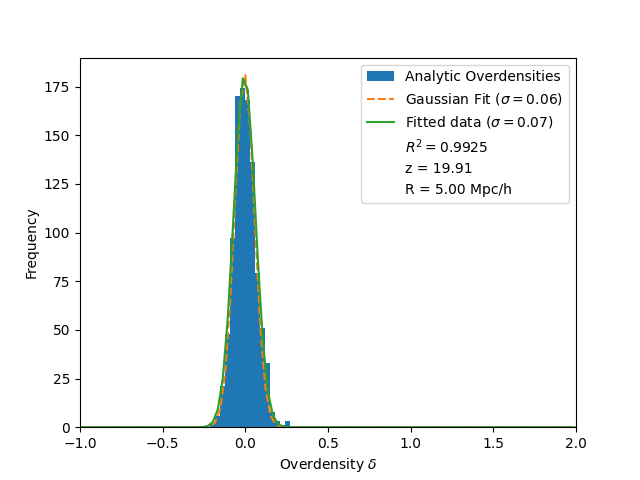 Analytic Overdensities
Gaussian Fit (σ = 0.06)
Fitted data (σ = 0.07)
R² = 0.9925
z = 19.91
R = 5.00 Mpc/h
175
150
125
100
75
50
25
0
Frequency
−1.0 −0.5 0.0 0.5 1.0 1.5 2.0
Overdensity δ